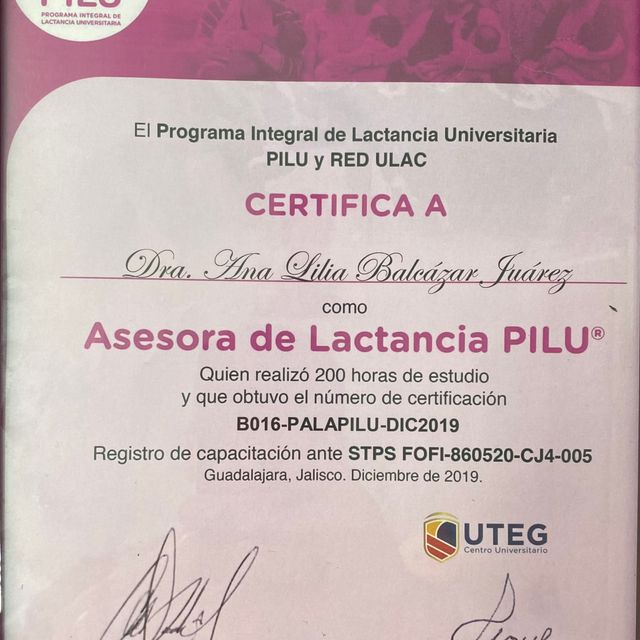 PILU
PROGRAMA INTEGRAL DE
LACTANCIA UNIVERSITARIA
El Programa Integral de Lactancia Universitaria
PILU y RED ULAC
CERTIFICA A
Dra. Ana Lilia Balcázar Juárez
como
Asesora de Lactancia PILU®
Quien realizó 200 horas de estudio
y que obtuvo el número de certificación
B016-PALAPILU-DIC2019
Registro de capacitación ante STPS FOFI-860520-CJ4-005
Guadalajara, Jalisco. Diciembre de 2019.
UTEG
Centro Universitario